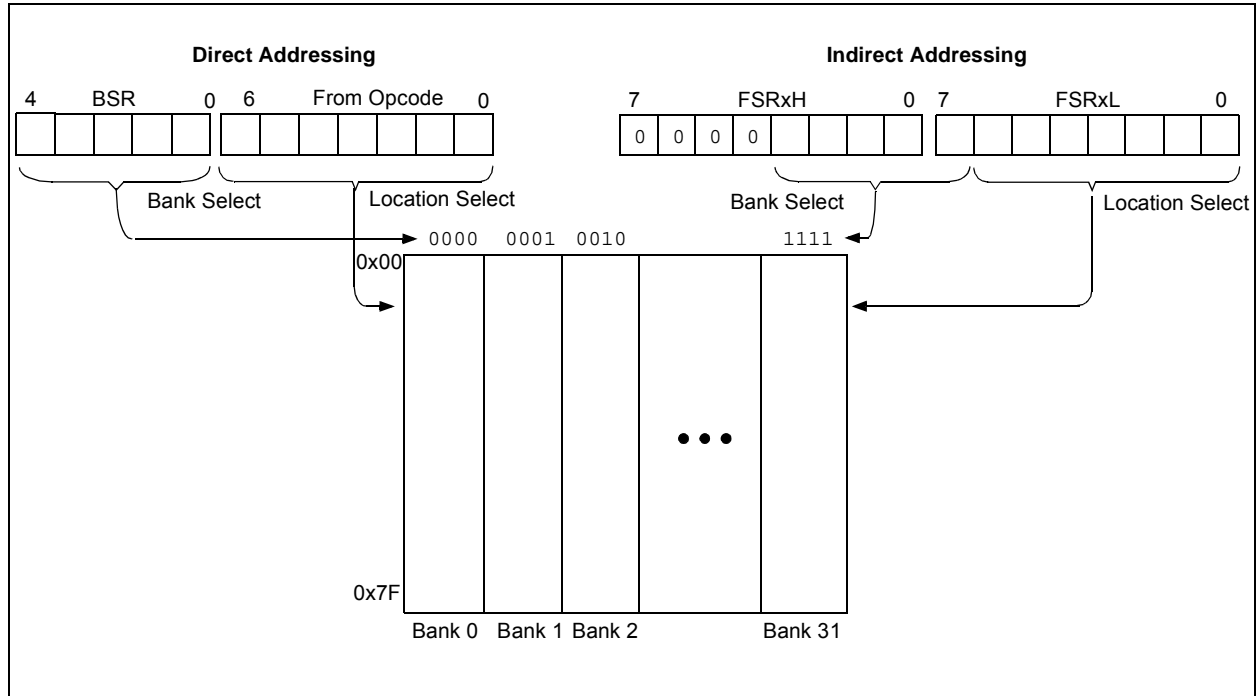 Direct Addressing
Indirect Addressing
4 BSR 0 6 From Opcode 0
7 FSRxH 0 7 FSRxL 0
0 0 0 0
Bank Select
Location Select
Bank Select
Location Select
0000 0001 0010 1111
0x00
0x7F
Bank 0 Bank 1 Bank 2 Bank 31